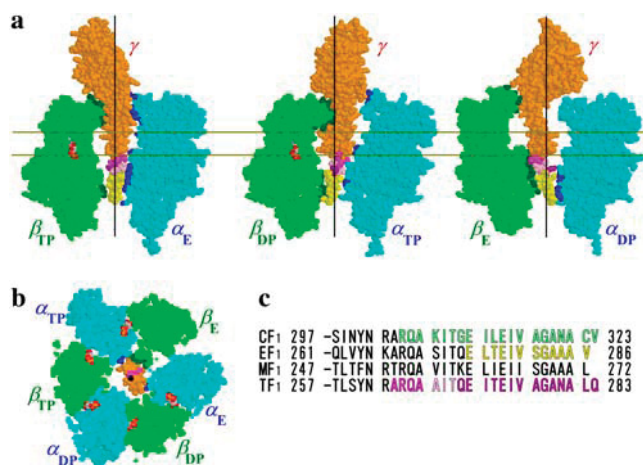 a
γ γ γ
βTP αE βDP αTP βE αDP
b c
αTP βE
βTP αE
αDP βDP
CF1 297 -SINYN RARQA KITGE ILEIV AGANA CV 323
EF1 261 -QLVYN KARQA SITQE LTEIV SGAAA V 286
MF1 247 -TLTFN RTRQA VITKE LIEII SGAAA L 272
TF1 257 -TLSYN RARQA AITQE ITEIV AGANA LQ 283